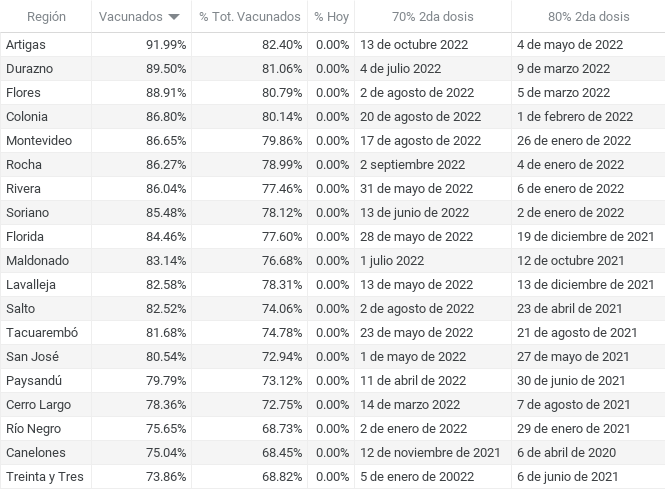 Región Vacunados % Tot. Vacunados % Hoy 70% 2da dosis 80% 2da dosis
Artigas 91.99% 82.40% 0.00% 13 de octubre 2022 4 de mayo de 2022
Durazno 89.50% 81.06% 0.00% 4 de julio 2022 9 de marzo 2022
Flores 88.91% 80.79% 0.00% 2 de agosto de 2022 5 de marzo 2022
Colonia 86.80% 80.14% 0.00% 20 de agosto de 2022 1 de febrero de 2022
Montevideo 86.65% 79.86% 0.00% 17 de agosto de 2022 26 de enero de 2022
Rocha 86.27% 78.99% 0.00% 2 septiembre 2022 4 de enero de 2022
Rivera 86.04% 77.46% 0.00% 31 de mayo de 2022 6 de enero de 2022
Soriano 85.48% 78.12% 0.00% 13 de junio de 2022 2 de enero de 2022
Florida 84.46% 77.60% 0.00% 28 de mayo de 2022 19 de diciembre de 2021
Maldonado 83.14% 76.68% 0.00% 1 julio 2022 12 de octubre 2021
Lavalleja 82.58% 78.31% 0.00% 13 de mayo de 2022 13 de diciembre de 2021
Salto 82.52% 74.06% 0.00% 2 de agosto de 2022 23 de abril de 2021
Tacuarembó 81.68% 74.78% 0.00% 23 de mayo de 2022 21 de agosto de 2021
San José 80.54% 72.94% 0.00% 1 de mayo de 2022 27 de mayo de 2021
Paysandú 79.79% 73.12% 0.00% 11 de abril de 2022 30 de junio de 2021
Cerro Largo 78.36% 72.75% 0.00% 14 de marzo 2022 7 de agosto de 2021
Río Negro 75.65% 68.73% 0.00% 2 de enero de 2022 29 de enero de 2021
Canelones 75.04% 68.45% 0.00% 12 de noviembre de 2021 6 de abril de 2020
Treinta y Tres 73.86% 68.82% 0.00% 5 de enero de 20022 6 de junio de 2021